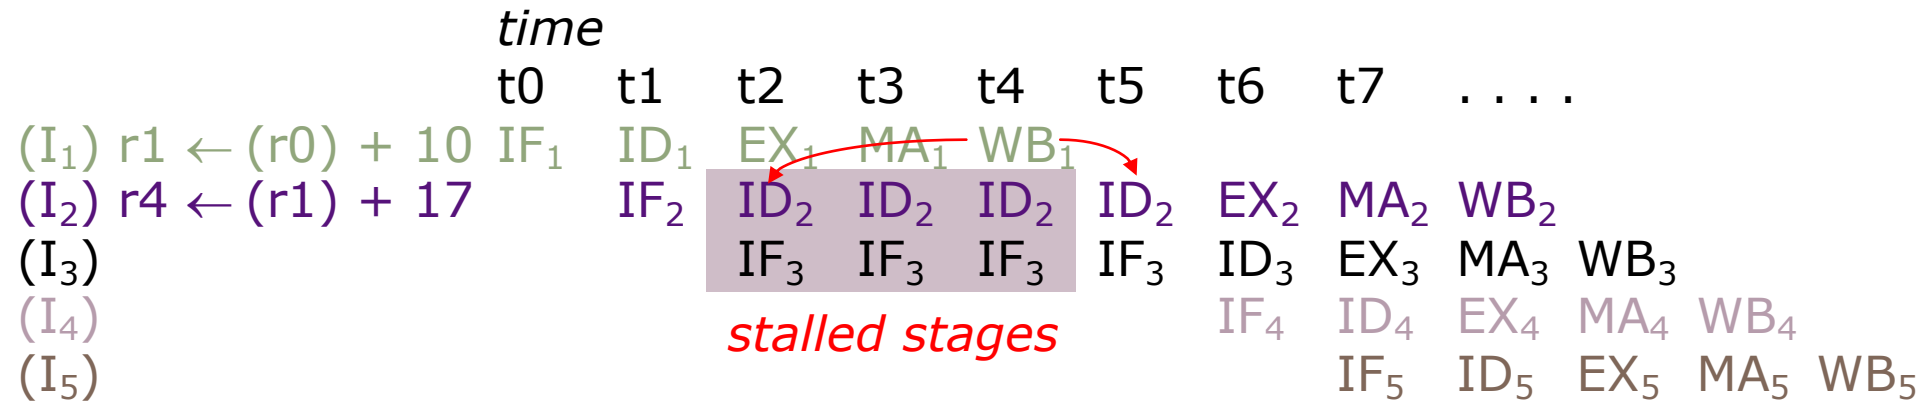 time
t0 t1 t2 t3 t4 t5 t6 t7 . . . .
(I₁) r1 ← (r0) + 10 IF₁ ID₁ EX₁ MA₁ WB₁
(I₂) r4 ← (r1) + 17 IF₂ ID₂ ID₂ ID₂ ID₂ EX₂ MA₂ WB₂
(I₃) IF₃ IF₃ IF₃ IF₃ ID₃ EX₃ MA₃ WB₃
(I₄) IF₄ ID₄ EX₄ MA₄ WB₄
stalled stages
(I₅) IF₅ ID₅ EX₅ MA₅ WB₅